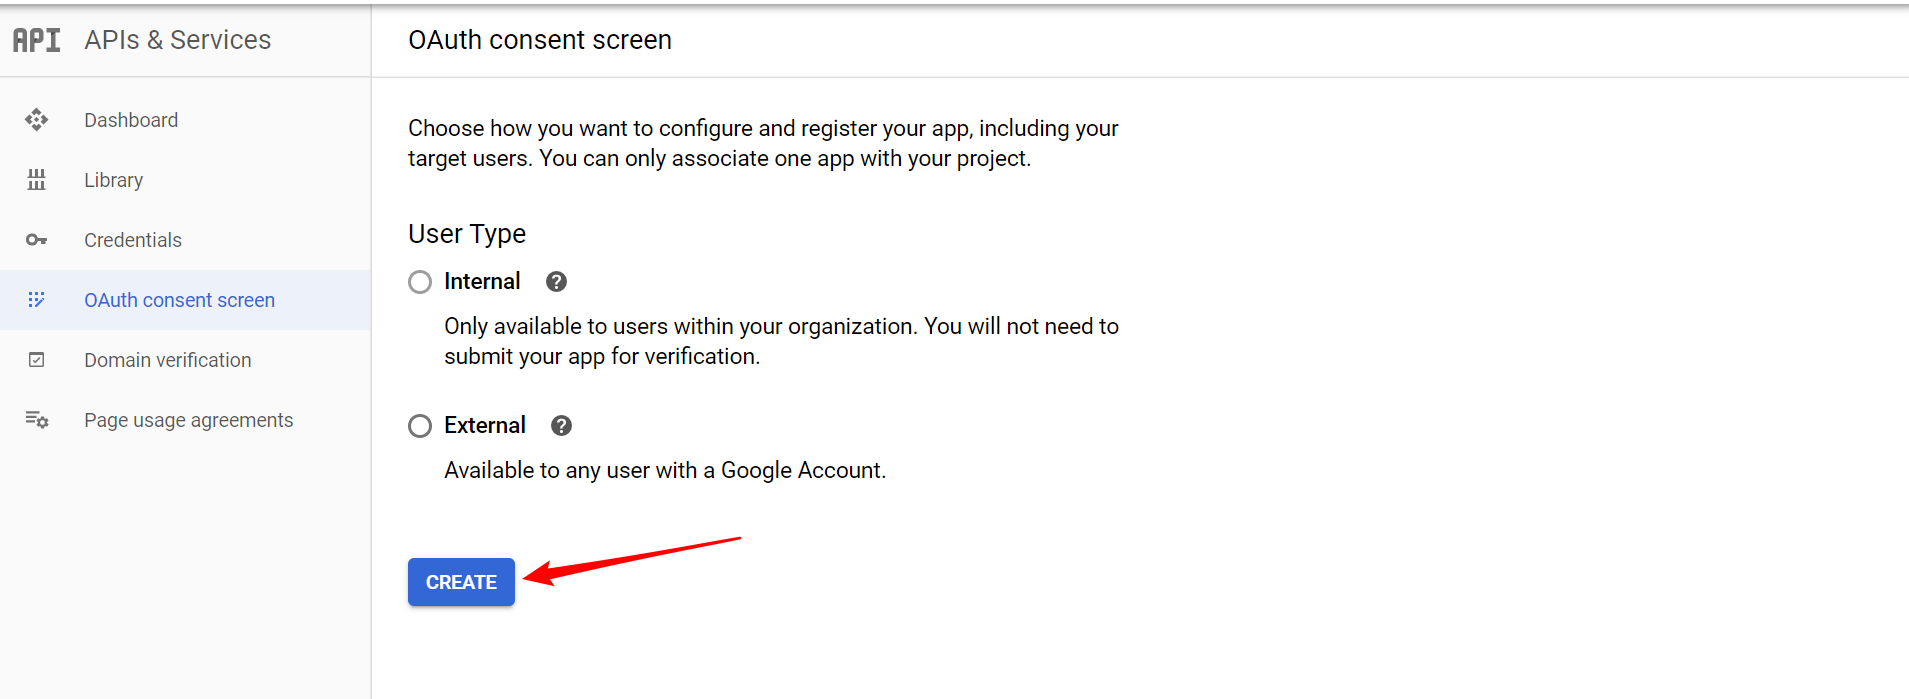 API APIs & Services
OAuth consent screen
Dashboard
Library
Credentials
OAuth consent screen
Domain verification
Page usage agreements
Choose how you want to configure and register your app, including your
target users. You can only associate one app with your project.
User Type
Internal
Only available to users within your organization. You will not need to
submit your app for verification.
External
Available to any user with a Google Account.
CREATE